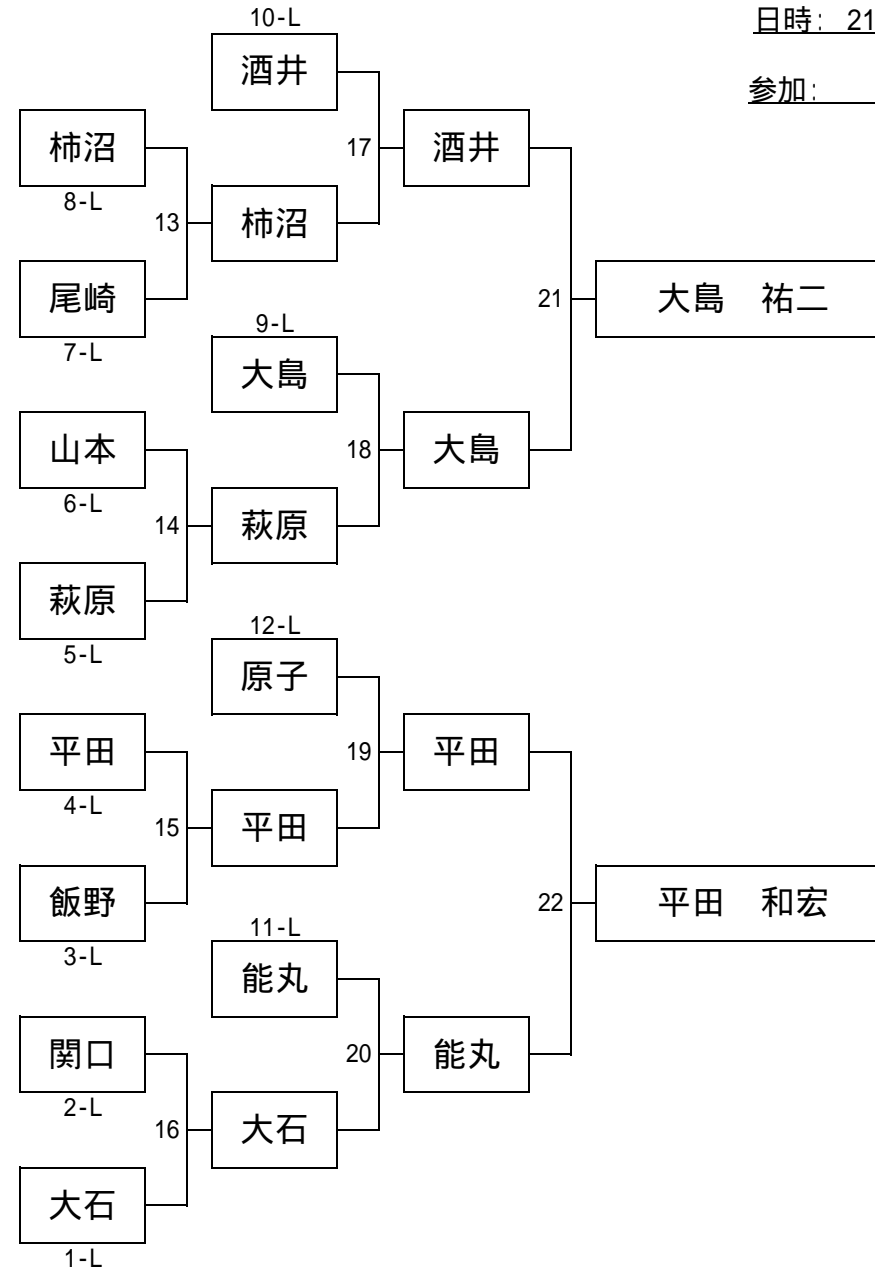 10-L
日時: 21
酒井
参加:
柿沼
17
酒井
8-L
13
柿沼
尾崎
21
大島 祐二
7-L
9-L
大島
山本
18
大島
6-L
14
萩原
萩原
5-L
12-L
原子
平田
19
平田
4-L
15
平田
飯野
22
平田 和宏
3-L
11-L
能丸
関口
20
能丸
2-L
16
大石
大石
1-L